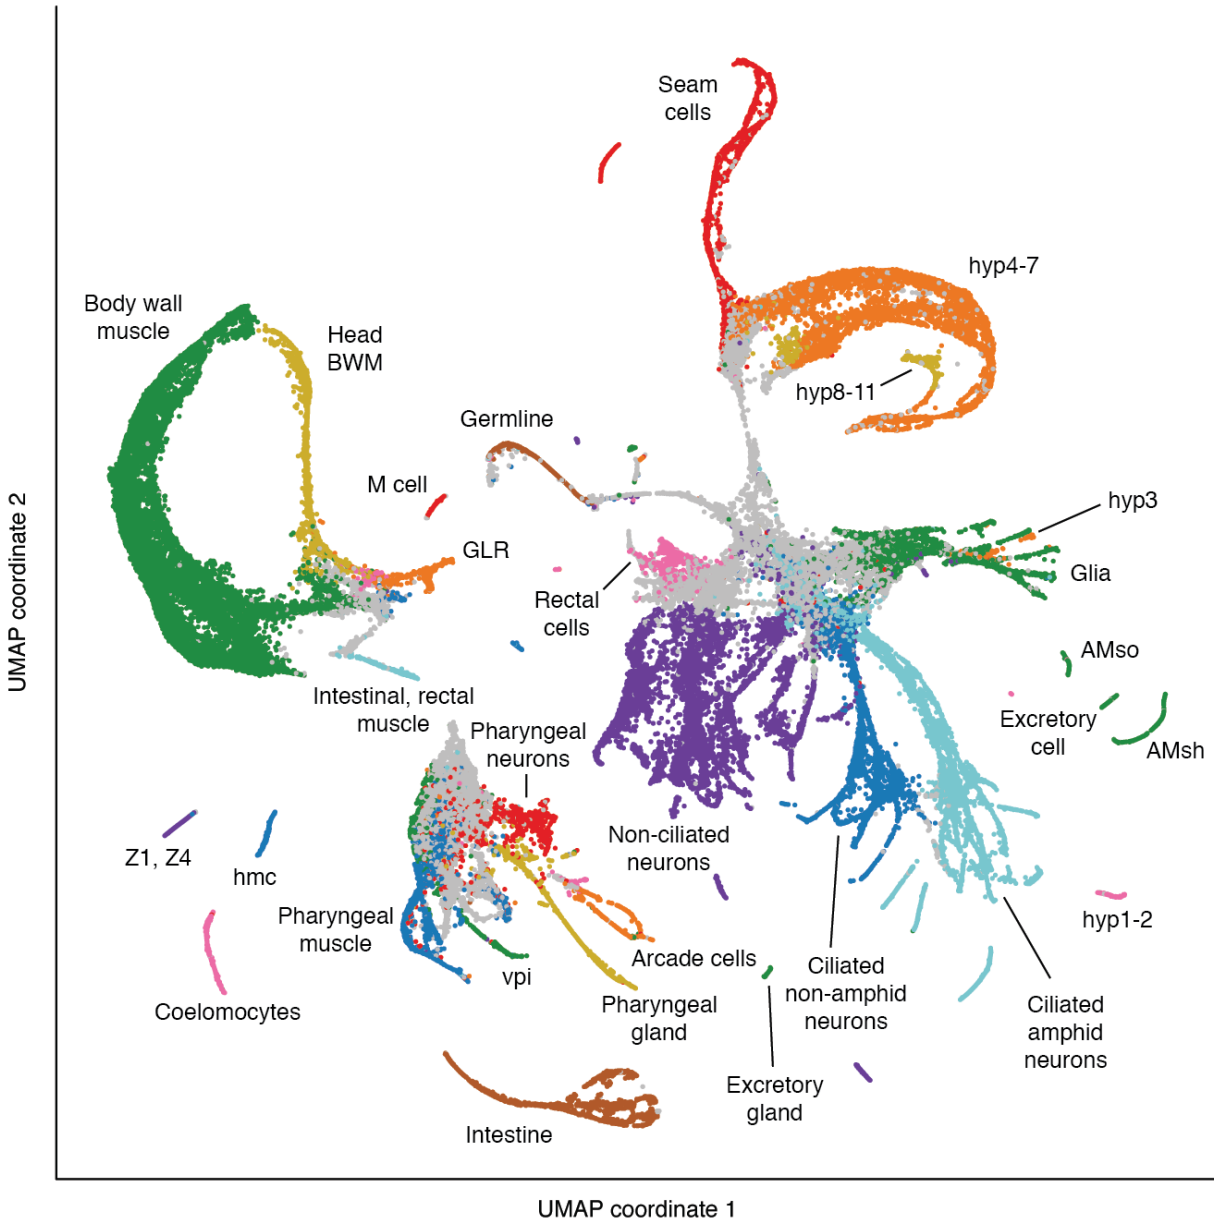 Seam
cells
hyp4-7
Body wall
muscle
Head
BWM
hyp8-11
Germline
M cell
hyp3
GLR
Glia
Rectal
cells
AMso
Intestinal, rectal
muscle
Excretory
cell
Pharyngeal
neurons
AMsh
Non-ciliated
neurons
Z1, Z4
hmc
Pharyngeal
muscle
hyp1-2
Arcade cells
vpi
Ciliated
non-amphid
neurons
Coelomocytes
Pharyngeal
gland
Ciliated
amphid
neurons
Excretory
gland
Intestine
UMAP coordinate 2
UMAP coordinate 1